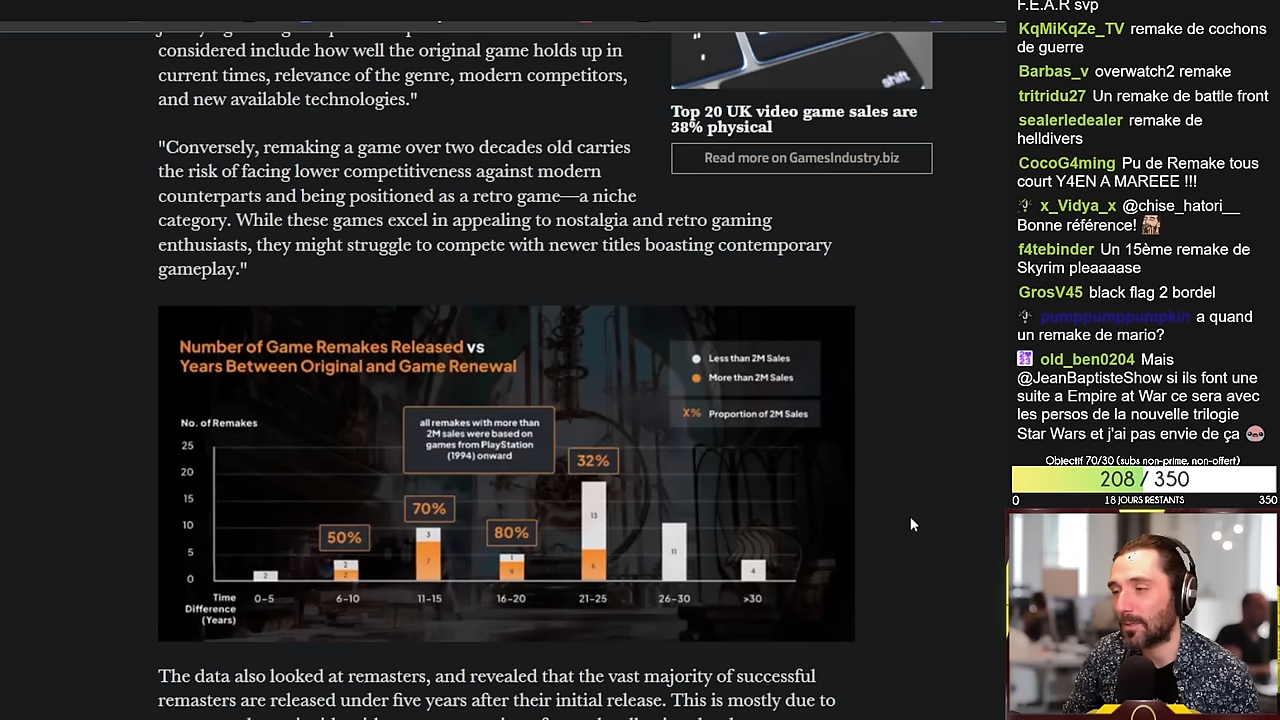 considered include how well the original game holds up in
current times, relevance of the genre, modern competitors,
and new available technologies."
"Conversely, remaking a game over two decades old carries
the risk of facing lower competitiveness against modern
counterparts and being positioned as a retro game—a niche
category. While these games excel in appealing to nostalgia and retro gaming
enthusiasts, they might struggle to compete with newer titles boasting contemporary
gameplay."
shift
Top 20 UK video game sales are
38% physical
Read more on GamesIndustry.biz
Number of Game Remakes Released vs
Years Between Original and Game Renewal
Less than 2M Sales
More than 2M Sales
X% Proportion of 2M Sales
No. of Remakes
all remakes with more than
2M sales were based on
games from PlayStation
(1994) onward
25
20
15
10
5
0
50%
70%
80%
32%
2
2
2
3
7
1
4
13
6
11
4
Time
Difference
(Years)
0-5
6-10
11-15
16-20
21-25
26-30
>30
The data also looked at remasters, and revealed that the vast majority of successful
remasters are released under five years after their initial release. This is mostly due to
F.E.A.R svp
KqMiKqZe_TV remake de cochons
de guerre
Barbas_v overwatch2 remake
tritridu27 Un remake de battle front
sealerledealer remake de
helldivers
CocoG4ming Pu de Remake tous
court Y4EN A MAREEE !!!
x_Vidya_x @chise_hatori__
Bonne référence!
f4tebinder Un 15ème remake de
Skyrim pleaaaase
GrosV45 black flag 2 bordel
pumppumppumpkin a quand
un remake de mario?
old_ben0204 Mais
@JeanBaptisteShow si ils font une
suite a Empire at War ce sera avec
les persos de la nouvelle trilogie
Star Wars et j'ai pas envie de ça
Objectif 70/30 (subs non-prime, non-offert)
208 / 350
0
18 JOURS RESTANTS
350